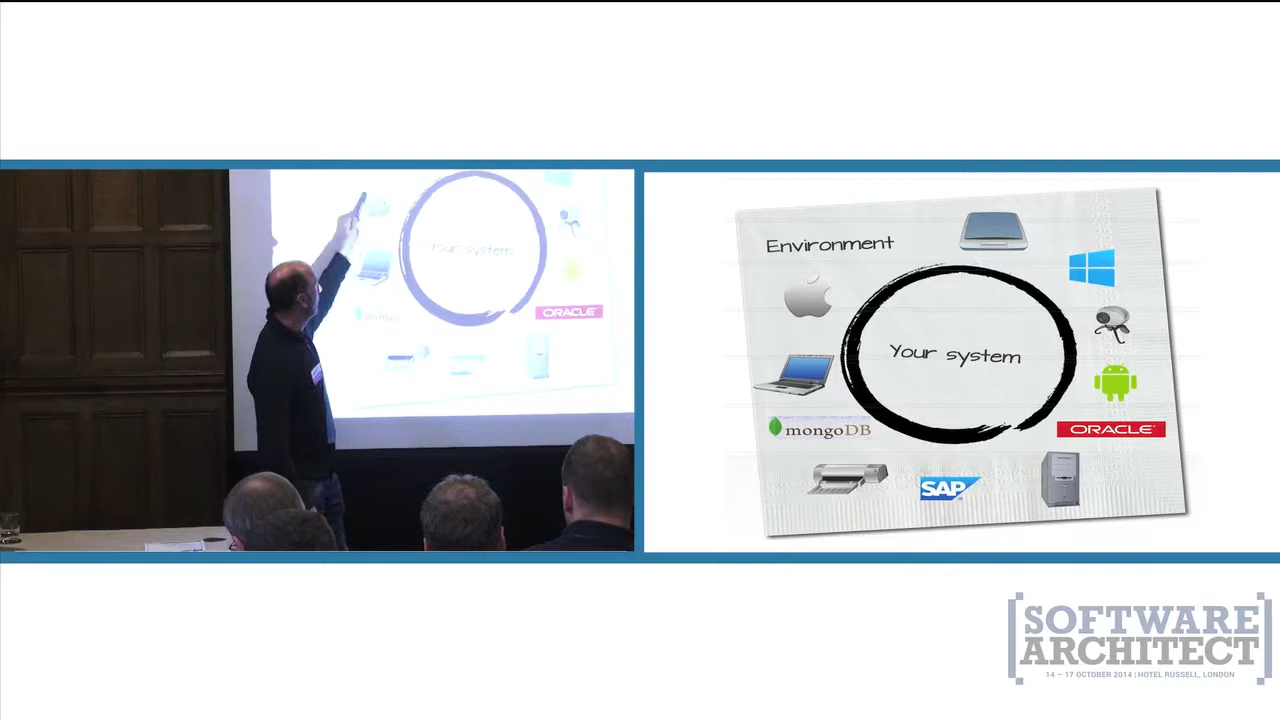 Your system
mongo
ORACLE
Environment
Your system
mongoDB
ORACLE
SAP
SOFTWARE
ARCHITECT
14 – 17 OCTOBER 2014 | HOTEL RUSSELL, LONDON